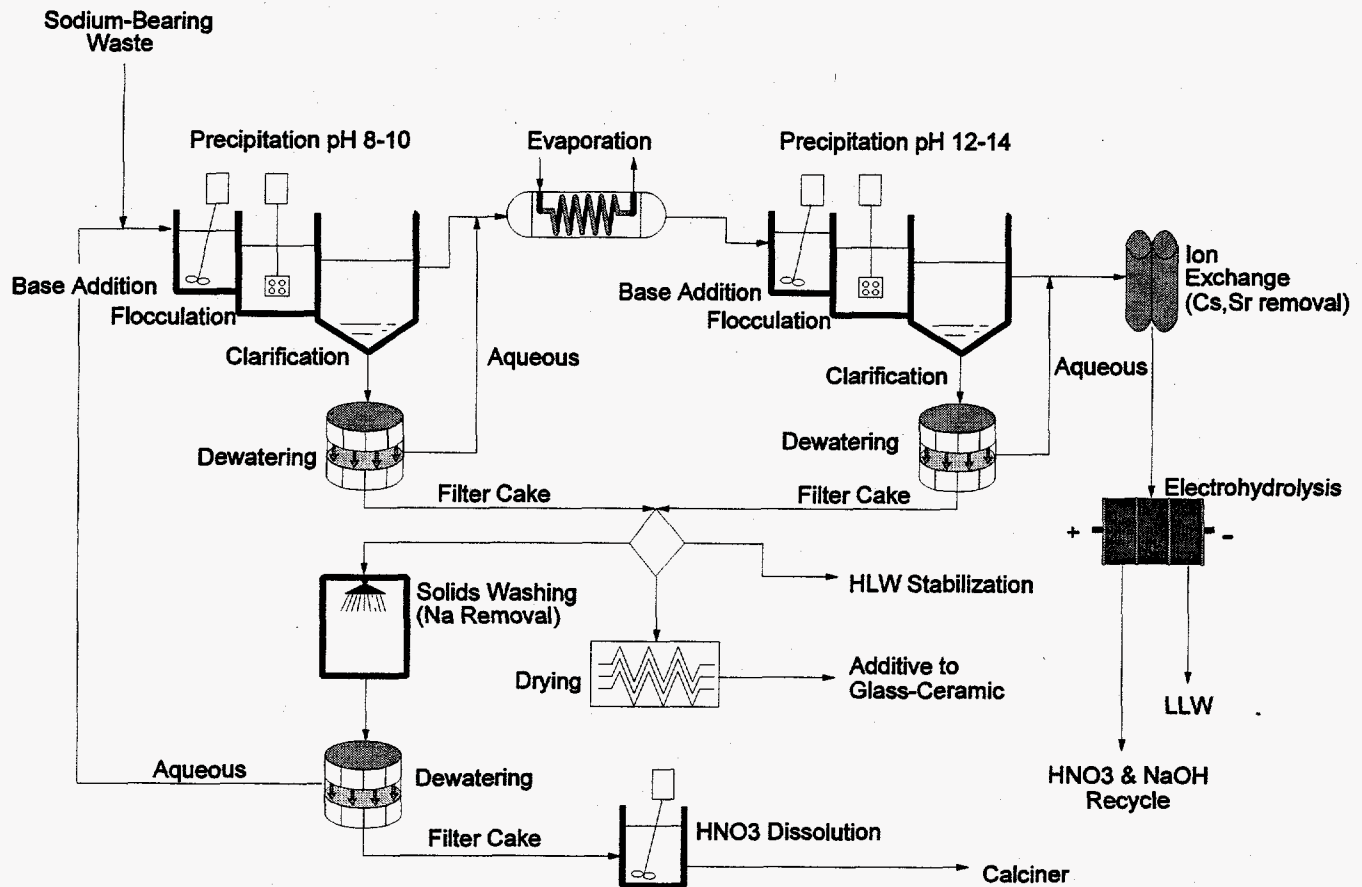 Sodium-Bearing
Waste
Precipitation pH 8-10
Evaporation
Precipitation pH 12-14
Base Addition
Flocculation
Clarification
Aqueous
Dewatering
Filter Cake
Base Addition
Flocculation
Clarification
Aqueous
Dewatering
Filter Cake
Ion
Exchange
(Cs,Sr removal)
Electrohydrolysis
+
-
Solids Washing
(Na Removal)
HLW Stabilization
Drying
Additive to
Glass-Ceramic
LLW
HNO3 & NaOH
Recycle
Aqueous
Dewatering
Filter Cake
HNO3 Dissolution
Calciner